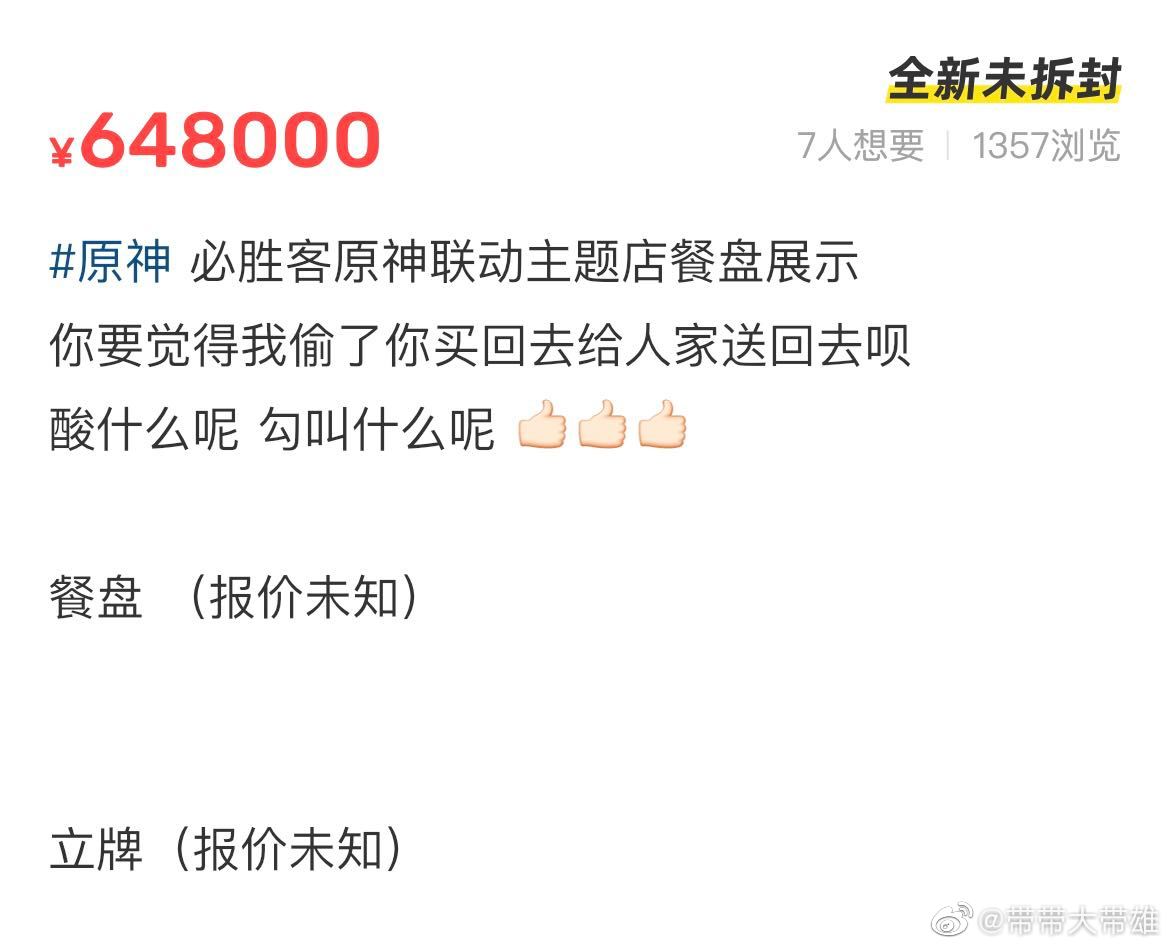 全新未拆封
¥648000
7人想要 | 1357浏览
#原神 必胜客原神联动主题店餐盘展示
你要觉得我偷了你买回去给人家送回去呗
酸什么呢 勾叫什么呢 👍🏻👍🏻👍🏻
餐盘 （报价未知）
立牌（报价未知）
@带带大带雄